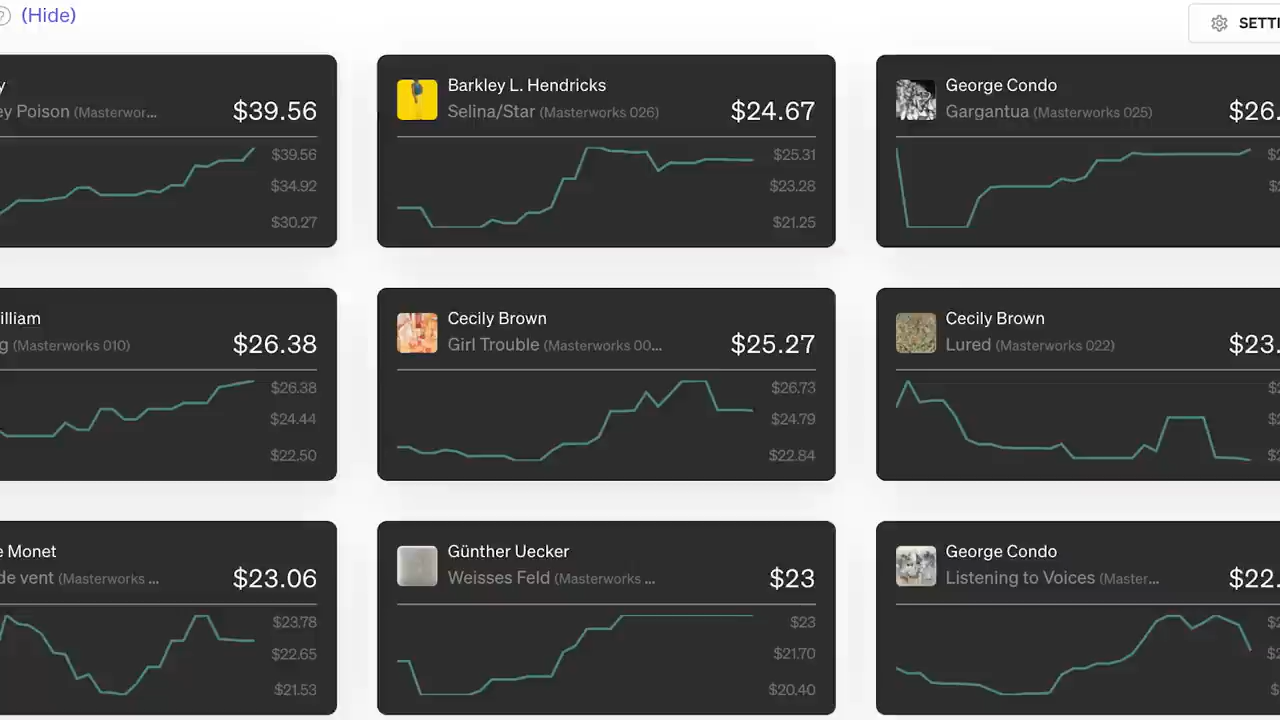 (Hide)
SETTI
y
ey Poison (Masterwor...
$39.56
$39.56
$34.92
$30.27
Barkley L. Hendricks
Selina/Star (Masterworks 026)
$24.67
$25.31
$23.28
$21.25
George Condo
Gargantua (Masterworks 025)
$26.
illiam
g (Masterworks 010)
$26.38
$26.38
$24.44
$22.50
Cecily Brown
Girl Trouble (Masterworks 00...
$25.27
$26.73
$24.79
$22.84
Cecily Brown
Lured (Masterworks 022)
$23.
e Monet
de vent (Masterworks ...
$23.06
$23.78
$22.65
$21.53
Günther Uecker
Weisses Feld (Masterworks ...
$23
$23
$21.70
$20.40
George Condo
Listening to Voices (Master...
$22.